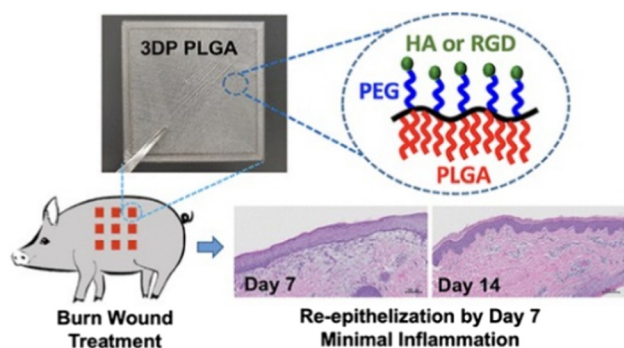 3DP PLGA
HA or RGD
PEG
PLGA
Day 7
Day 14
Burn Wound
Treatment
Re-epithelization by Day 7
Minimal Inflammation